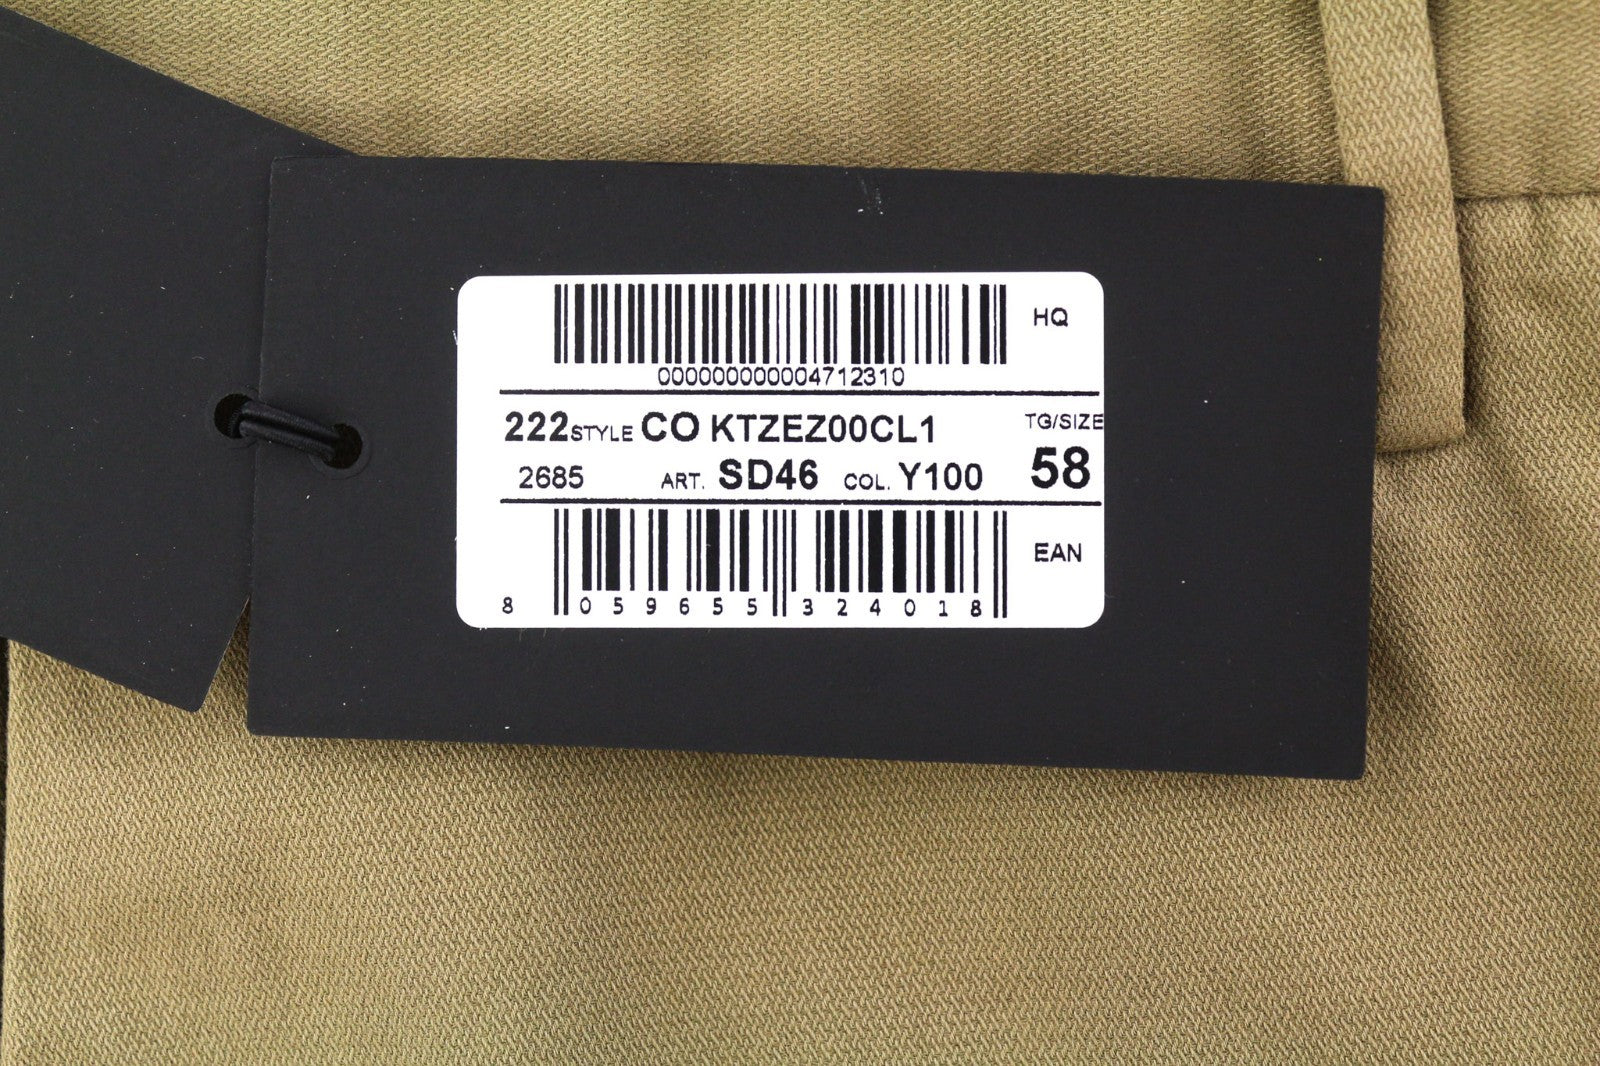 HQ
000000000004712310
222STYLE CO KTZEZ00CL1 TG/SIZE
2685 ART. SD46 COL. Y100 58
EAN
8 059655 324018